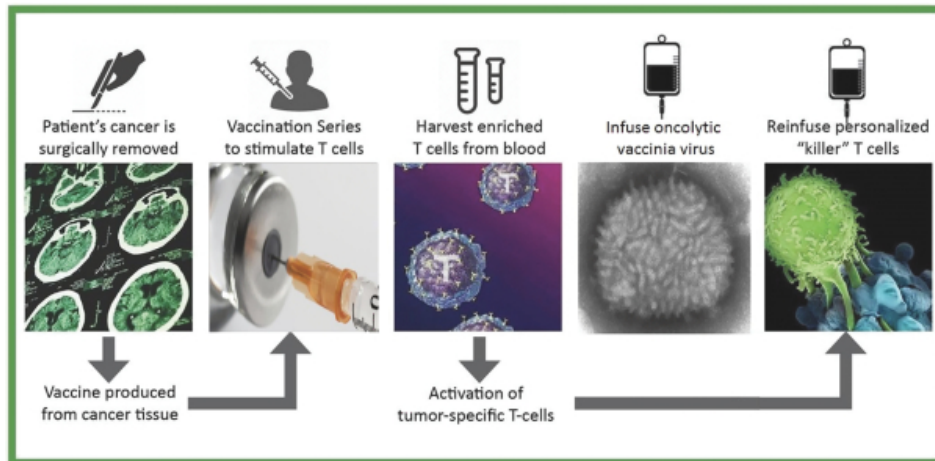 Patient's cancer is
surgically removed
Vaccination Series
to stimulate T cells
Harvest enriched
T cells from blood
Infuse oncolytic
vaccinia virus
Reinfuse personalized
“killer” T cells
T
T
Vaccine produced
from cancer tissue
Activation of
tumor-specific T-cells